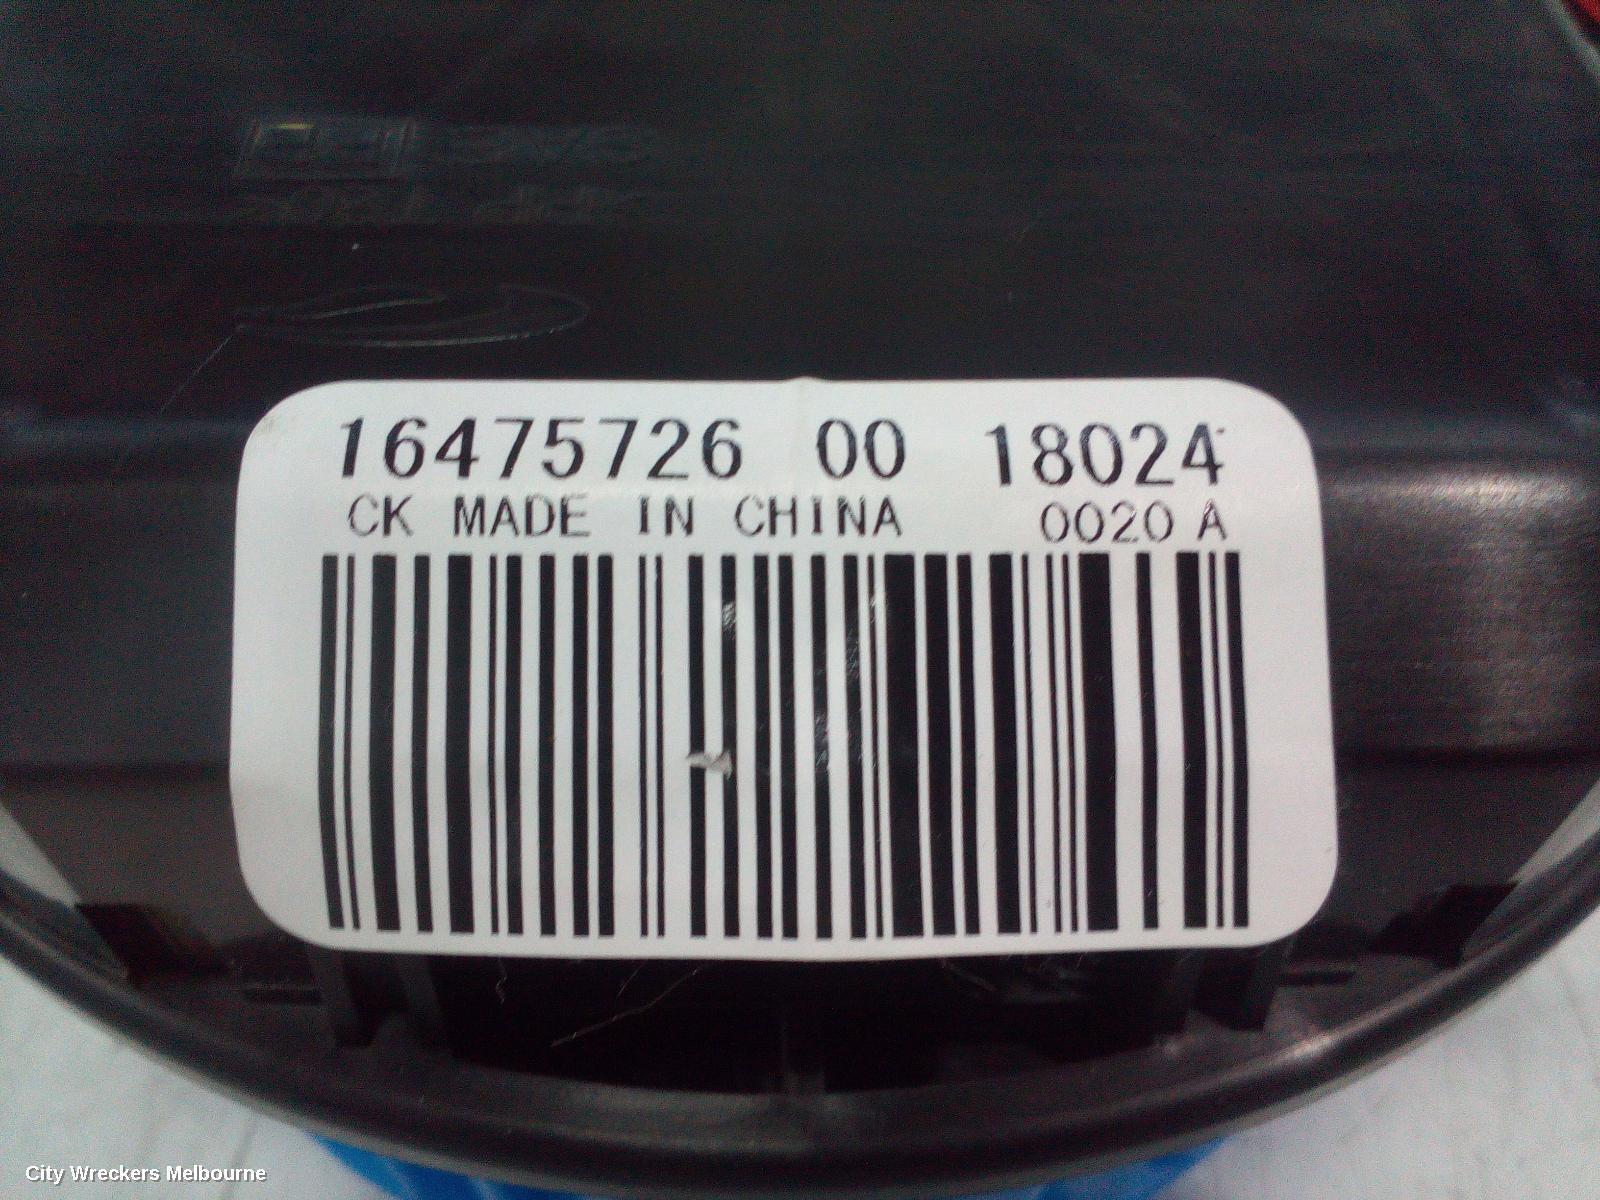 16475726 00 18024
CK MADE IN CHINA 0020 A
City Wreckers Melbourne